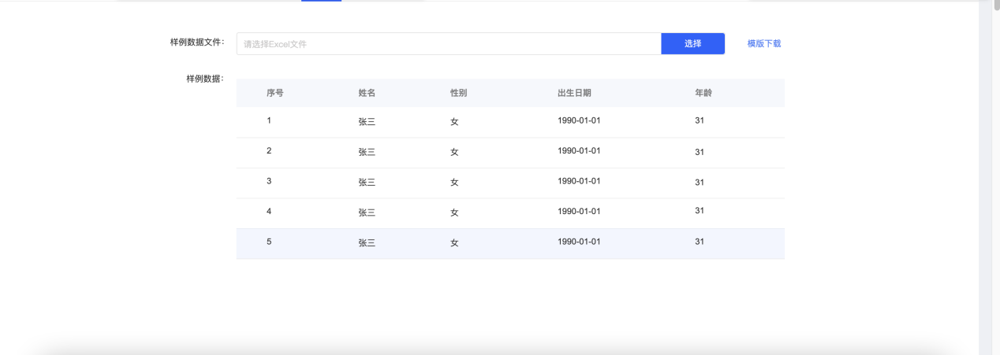 样例数据文件： 请选择Excel文件 选择 模版下载
样例数据：
序号 姓名 性别 出生日期 年龄
1 张三 女 1990-01-01 31
2 张三 女 1990-01-01 31
3 张三 女 1990-01-01 31
4 张三 女 1990-01-01 31
5 张三 女 1990-01-01 31